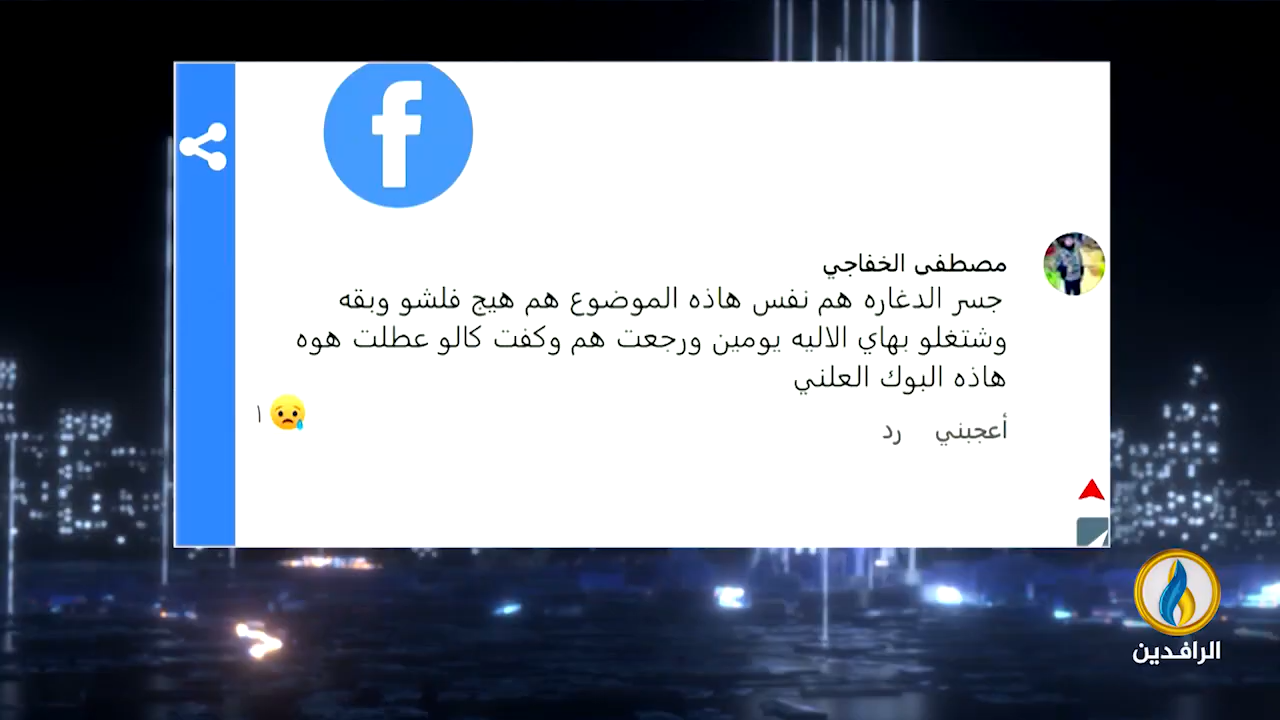 مصطفى الخفاجي
جسر الدغاره هم نفس هاذه الموضوع هم هيج فلشو وبقه
وشتغلو بهاي الاليه يومين ورجعت هم وكفت كالو عطلت هوه
هاذه البوك العلني
١
أعجبني رد
الرافدين